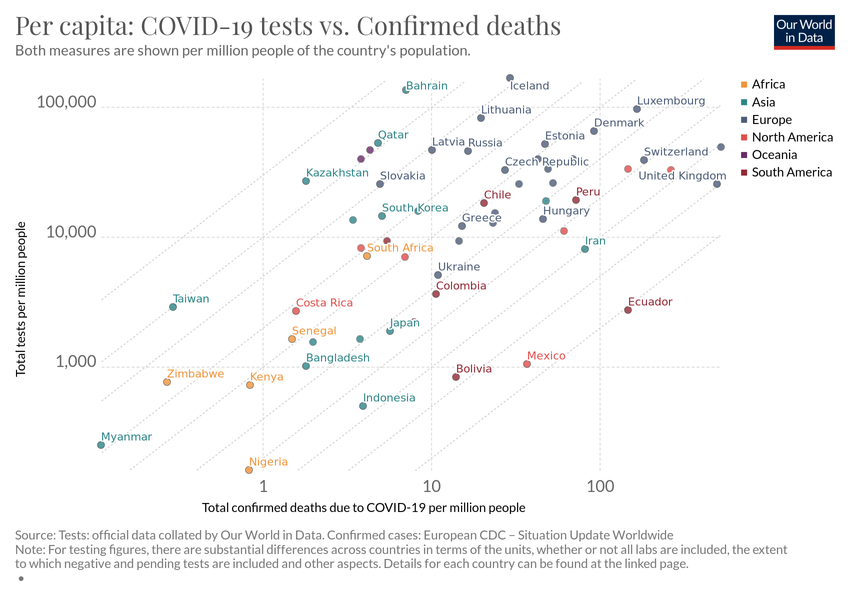 Per capita: COVID-19 tests vs. Confirmed deaths
Both measures are shown per million people of the country's population.
Our World
in Data
Bahrain
Iceland
100,000
Luxembourg
Lithuania
Denmark
Qatar
Estonia
Latvia
Russia
Switzerland
Czech Republic
Kazakhstan
Slovakia
United Kingdom
Chile
Peru
South Korea
Greece
Hungary
10,000
South Africa
Iran
Ukraine
Colombia
Taiwan
Costa Rica
Ecuador
Senegal
Japan
1,000
Bangladesh
Mexico
Zimbabwe
Kenya
Bolivia
Indonesia
Myanmar
Nigeria
Total tests per million people
1
10
100
Total confirmed deaths due to COVID-19 per million people
Africa
Asia
Europe
North America
Oceania
South America
Source: Tests: official data collated by Our World in Data. Confirmed cases: European CDC – Situation Update Worldwide
Note: For testing figures, there are substantial differences across countries in terms of the units, whether or not all labs are included, the extent
to which negative and pending tests are included and other aspects. Details for each country can be found at the linked page.